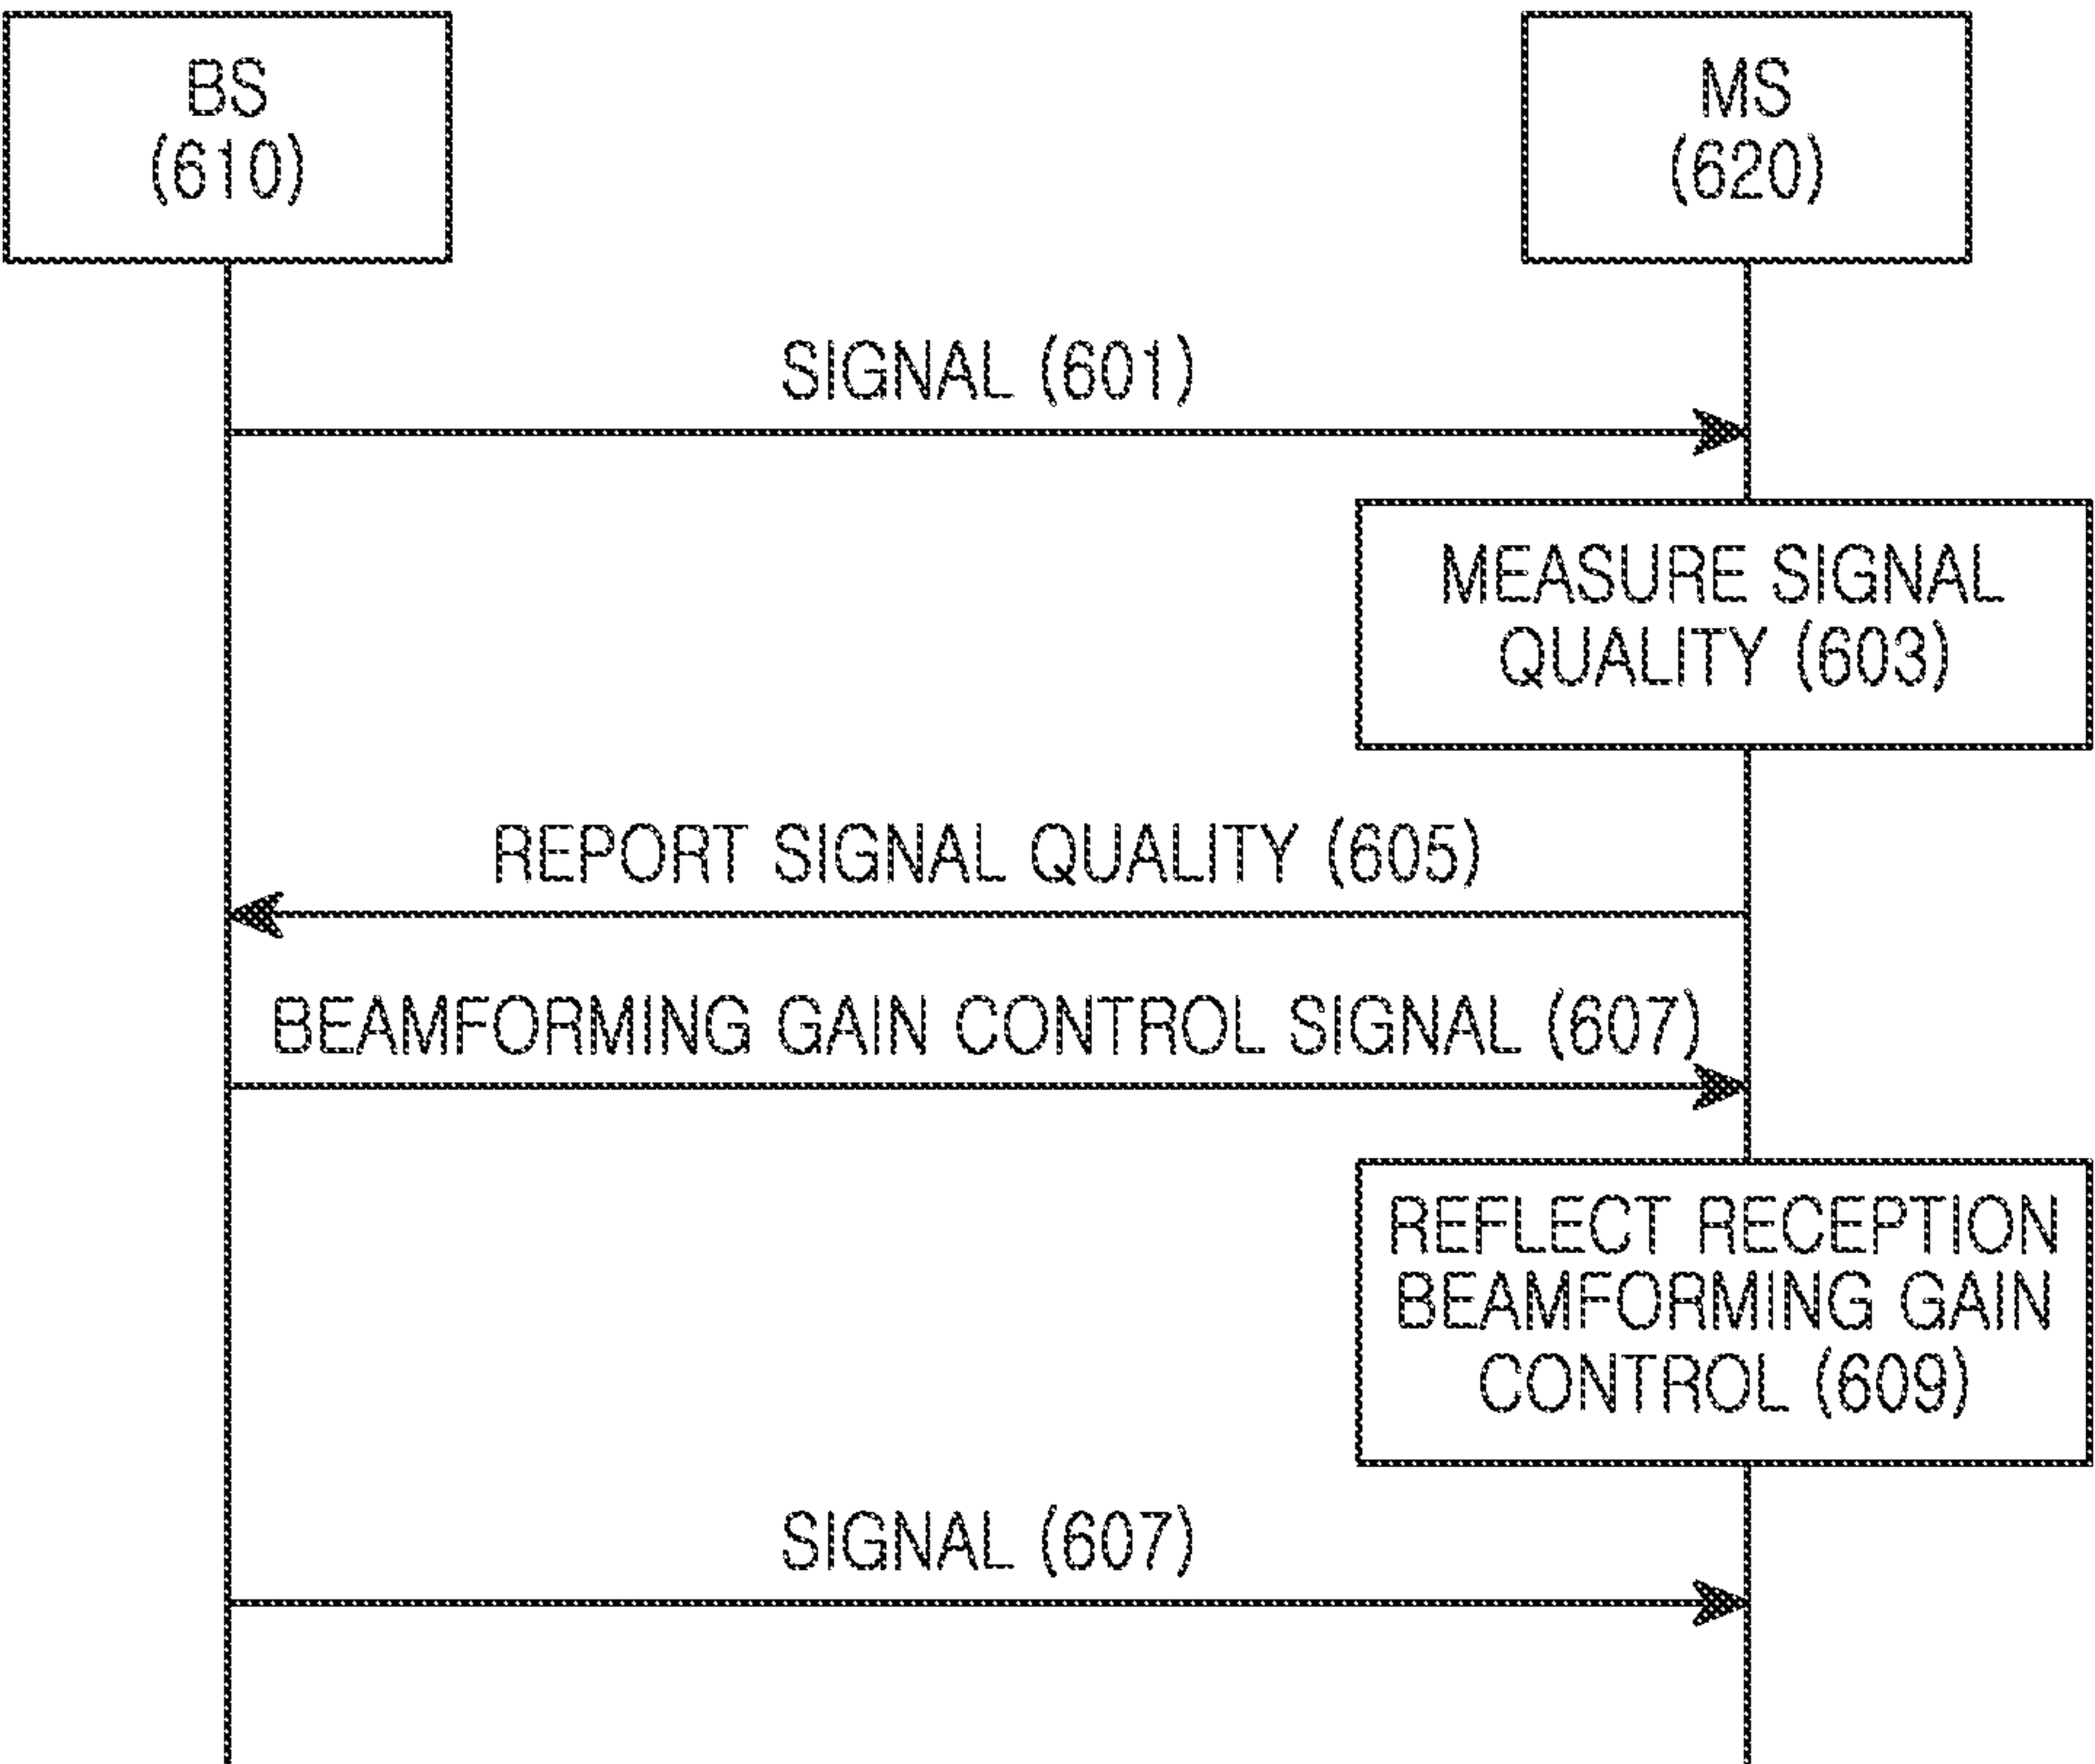 BS
(610)
MS
(620)
SIGNAL (601)
MEASURE SIGNAL
QUALITY (603)
REPORT SIGNAL QUALITY (605)
BEAMFORMING GAIN CONTROL SIGNAL (607)
REFLECT RECEPTION
BEAMFORMING GAIN
CONTROL (609)
SIGNAL (607)